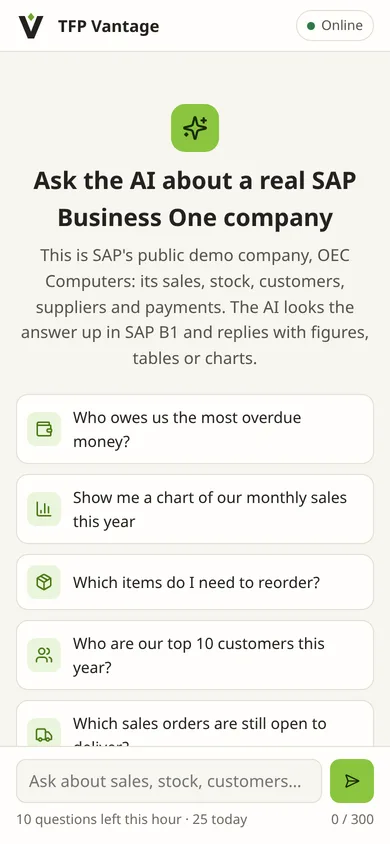 TFP Vantage
Online
Ask the AI about a real SAP
Business One company
This is SAP's public demo company, OEC
Computers: its sales, stock, customers,
suppliers and payments. The AI looks the
answer up in SAP B1 and replies with figures,
tables or charts.
Who owes us the most overdue
money?
Show me a chart of our monthly sales
this year
Which items do I need to reorder?
Who are our top 10 customers this
year?
Which sales orders are still open to
deliver?
Ask about sales, stock, customers...
10 questions left this hour · 25 today
0 / 300